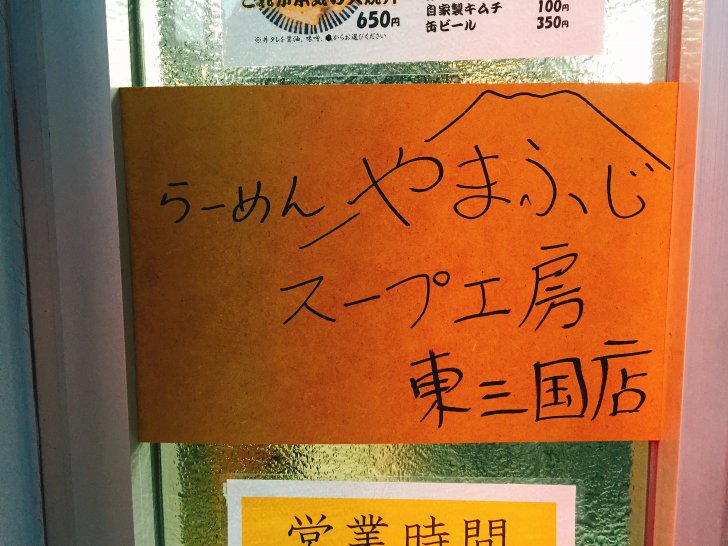 650円
自家製キムチ 100円
缶ビール 350円
らーめん やまふじ
スープ工房
東三国店
営業時間